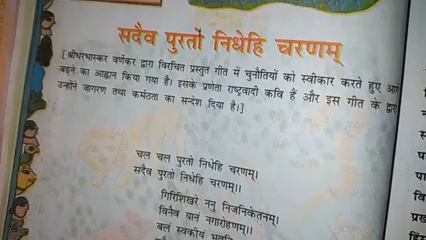 सदैव पुरतो निधेहि चरणम्
[ श्रीधरभास्कर वर्णेकर द्वारा विरचित प्रस्तुत गीत में चुनौतियों को स्वीकार करते हुए आगे
बढ़ने का आह्वान किया गया है। इसके प्रणेता राष्ट्रवादी कवि हैं और इस गीत के द्वारा
उन्होंने जागरण तथा कर्मठता का सन्देश दिया है।]
चल चल पुरतो निधेहि चरणम्।
सदैव पुरतो निधेहि चरणम्।।
गिरिशिखरे ननु निजनिकेतनम्।
विनैव यानं नगारोहणम्।।
बलं स्वकीयं